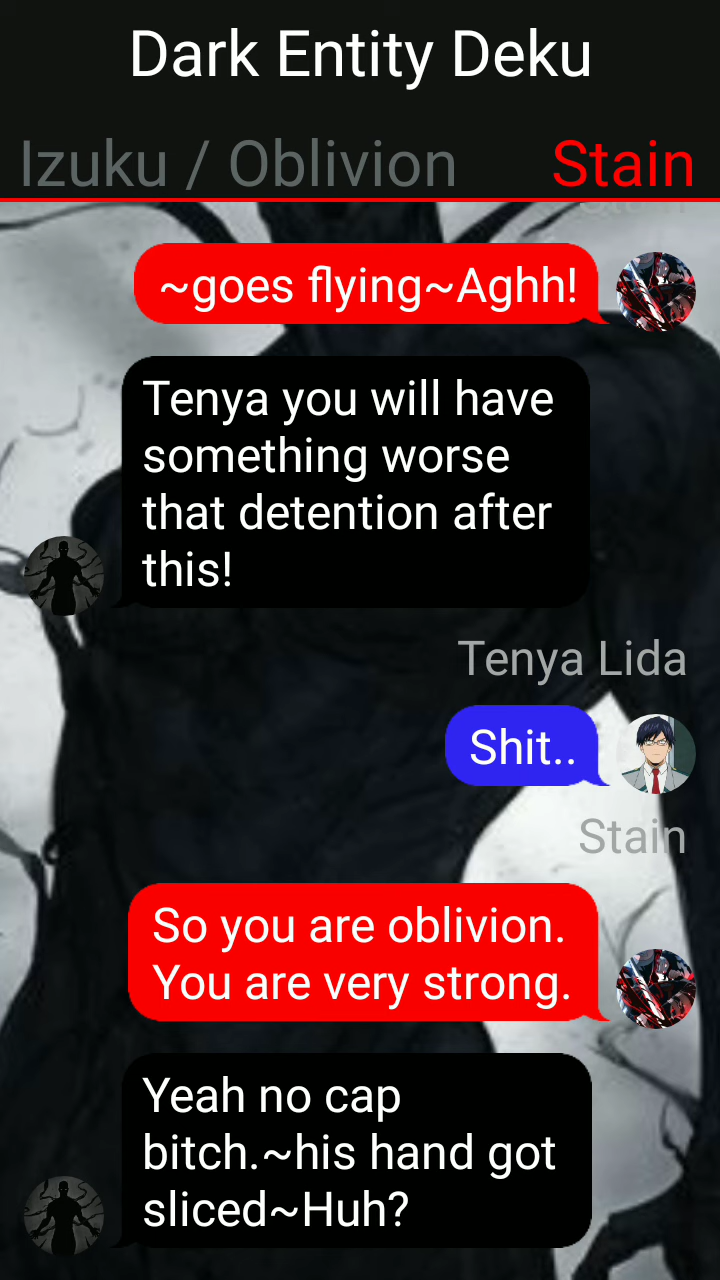 Dark Entity Deku
Izuku / Oblivion
Stain
Stain
~goes flying~Aghh!
Tenya you will have
something worse
that detention after
this!
Tenya Lida
Shit..
Stain
So you are oblivion.
You are very strong.
Yeah no cap
bitch.~his hand got
sliced~Huh?